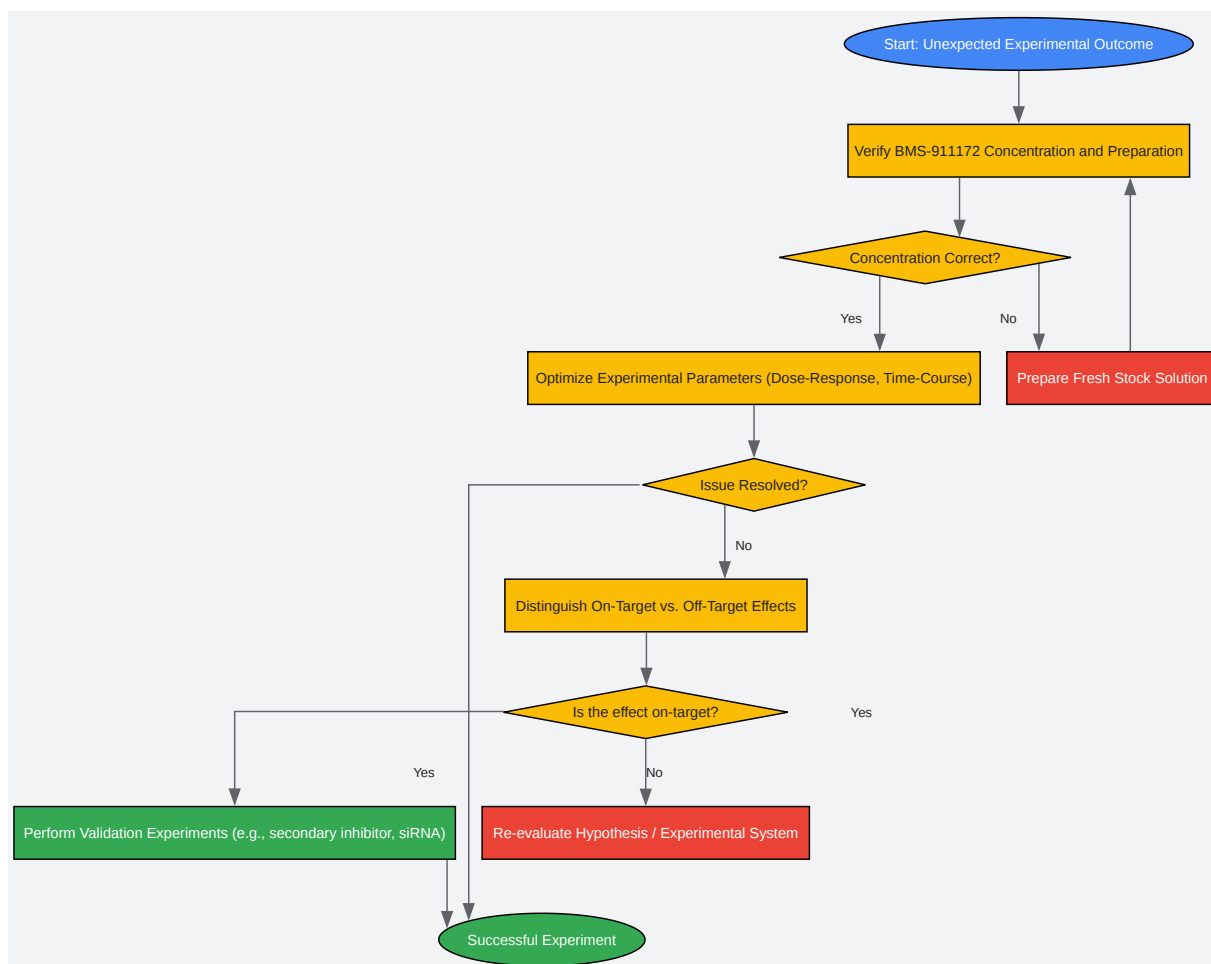 Start: Unexpected Experimental Outcome
Verify BMS-911172 Concentration and Preparation
Concentration Correct?
Yes
No
Optimize Experimental Parameters (Dose-Response, Time-Course)
Prepare Fresh Stock Solution
Issue Resolved?
No
Distinguish On-Target vs. Off-Target Effects
Is the effect on-target?
Yes
Yes
No
Perform Validation Experiments (e.g., secondary inhibitor, siRNA)
Re-evaluate Hypothesis / Experimental System
Successful Experiment